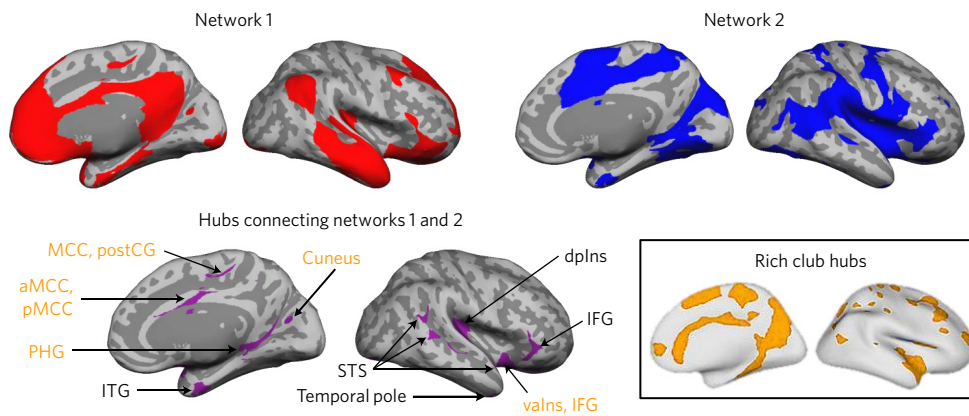 Network 1
Network 2
Hubs connecting networks 1 and 2
MCC, postCG
Cuneus
aMCC,
pMCC
PHG
ITG
dpIns
IFG
STS
Temporal pole
vaIns, IFG
Rich club hubs